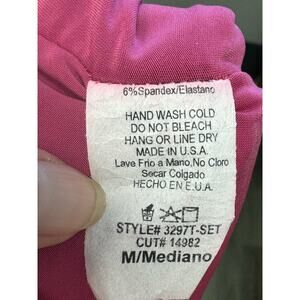 6%Spandex/Elastano
HAND WASH COLD
DO NOT BLEACH
HANG OR LINE DRY
MADE IN U.S.A.
Lave Frio a Mano,No Cloro
Secar Colgado
HECHO EN E.U.A.
STYLE# 3297T-SET
CUT# 14982
M/Mediano